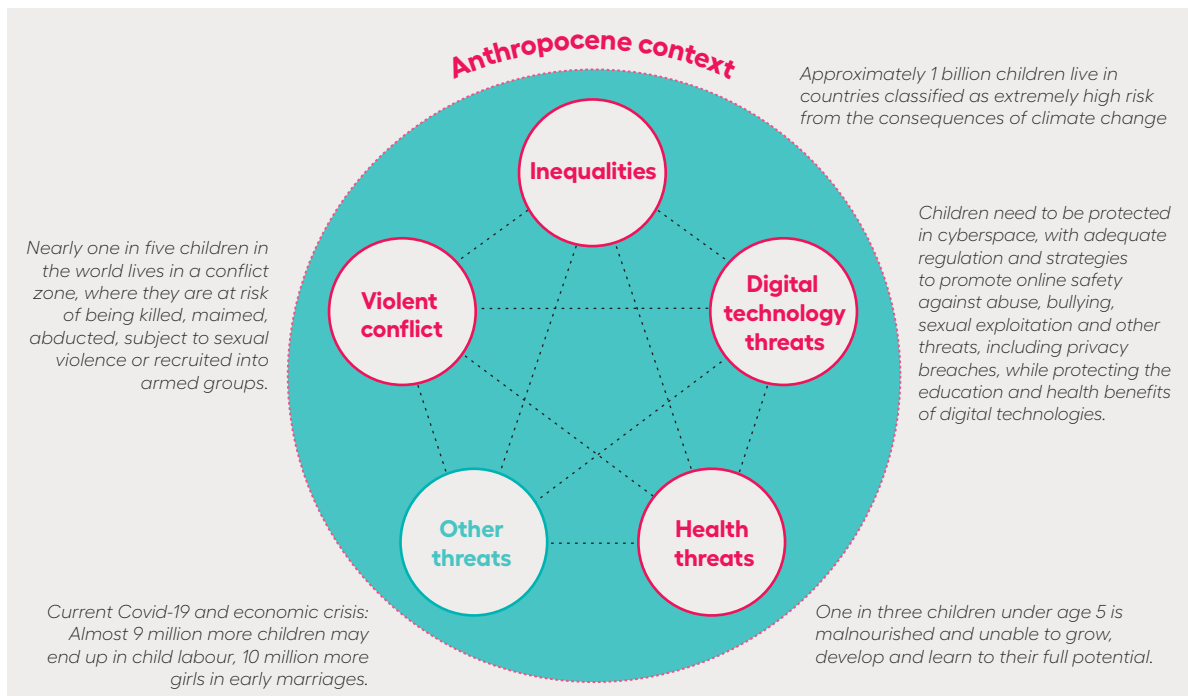 Anthropocene context
Approximately 1 billion children live in
countries classified as extremely high risk
from the consequences of climate change
Inequalities
Nearly one in five children in
the world lives in a conflict
zone, where they are at risk
of being killed, maimed,
abducted, subject to sexual
violence or recruited into
armed groups.
Violent
conflict
Digital
technology
threats
Children need to be protected
in cyberspace, with adequate
regulation and strategies
to promote online safety
against abuse, bullying,
sexual exploitation and other
threats, including privacy
breaches, while protecting the
education and health benefits
of digital technologies.
Other
threats
Health
threats
Current Covid-19 and economic crisis:
Almost 9 million more children may
end up in child labour, 10 million more
girls in early marriages.
One in three children under age 5 is
malnourished and unable to grow,
develop and learn to their full potential.